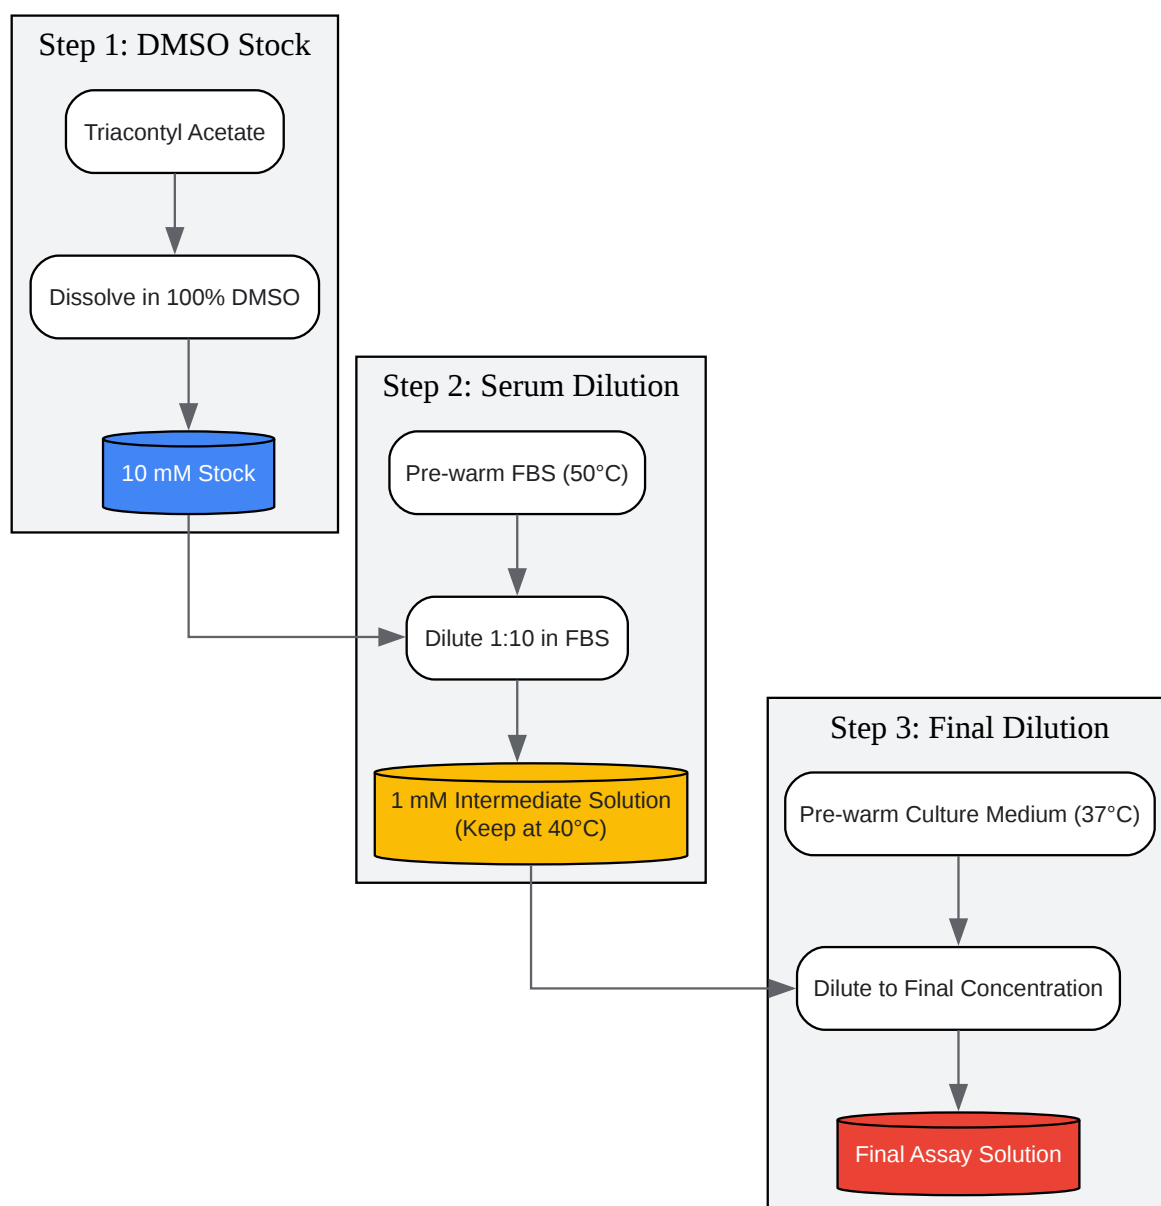 Step 1: DMSO Stock
Triacontyl Acetate
Dissolve in 100% DMSO
10 mM Stock
Step 2: Serum Dilution
Pre-warm FBS (50°C)
Dilute 1:10 in FBS
1 mM Intermediate Solution
(Keep at 40°C)
Step 3: Final Dilution
Pre-warm Culture Medium (37°C)
Dilute to Final Concentration
Final Assay Solution